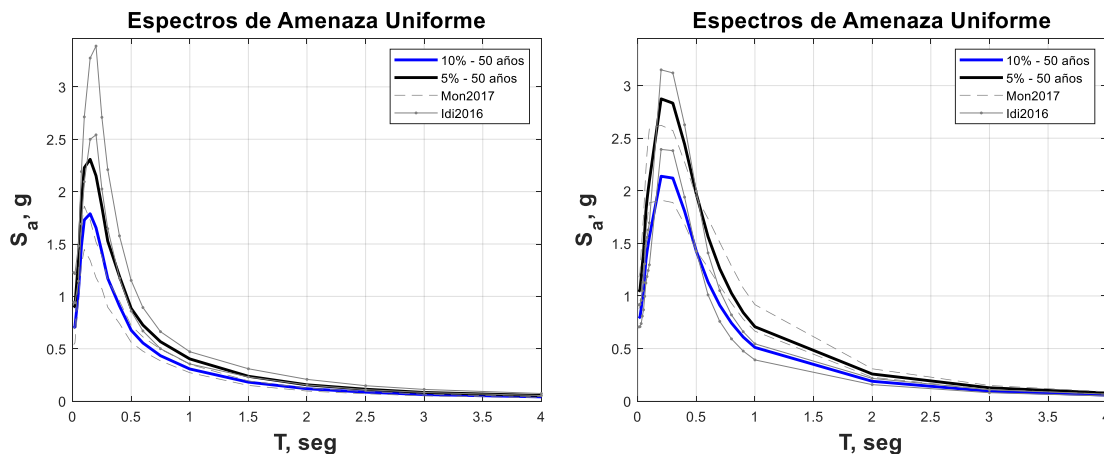 Espectros de Amenaza Uniforme
10% - 50 años
5% - 50 años
Mon2017
Idi2016
3
2.5
2
1.5
1
0.5
0
0 0.5 1 1.5 2 2.5 3 3.5 4
Sa, g
T, seg
Espectros de Amenaza Uniforme
10% - 50 años
5% - 50 años
Mon2017
Idi2016
3
2.5
2
1.5
1
0.5
0
0 0.5 1 1.5 2 2.5 3 3.5 4
Sa, g
T, seg